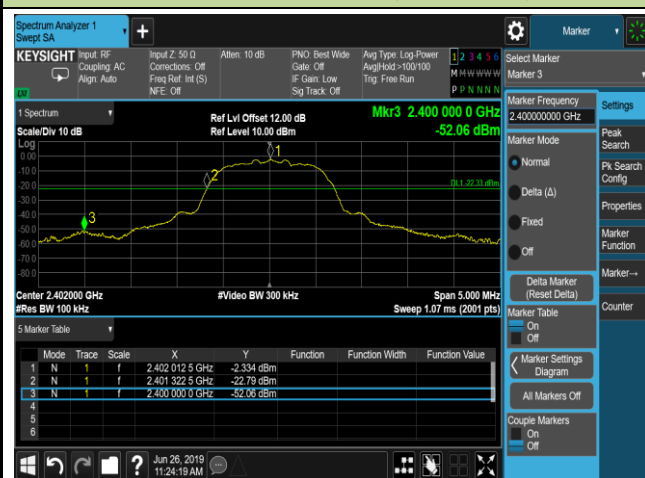 Spectrum Analyzer 1
Swept SA
+
Marker
KEYSIGHT
Input: RF
Coupling: AC
Align: Auto
Input Z: 50 Ω
Corrections: Off
Freq Ref: Int (S)
NFE: Off
Atten: 10 dB
PNO: Best Wide
Gate: Off
IF Gain: Low
Sig Track: Off
Avg Type: Log-Power
Avg|Hold:>100/100
Trig: Free Run
1 2 3 4 5 6
M M W W W W
P P N N N N
LXI
1 Spectrum
Scale/Div 10 dB
Ref Lvl Offset 12.00 dB
Ref Level 10.00 dBm
Mkr3 2.400 000 0 GHz
-52.06 dBm
Log
0.00
-10.0
-20.0
-30.0
-40.0
-50.0
-60.0
-70.0
-80.0
1
2
3
DL1 -22.33 dBm
Center 2.402000 GHz
#Res BW 100 kHz
#Video BW 300 kHz
Span 5.000 MHz
Sweep 1.07 ms (2001 pts)
5 Marker Table
Mode Trace Scale X Y Function Function Width Function Value
1 N 1 f 2.402 012 5 GHz -2.334 dBm
2 N 1 f 2.401 322 5 GHz -22.79 dBm
3 N 1 f 2.400 000 0 GHz -52.06 dBm
4
5
6
?
Jun 26, 2019
11:24:19 AM
Select Marker
Marker 3
Marker Frequency
2.400000000 GHz
Marker Mode
Normal
Delta (Δ)
Fixed
Off
Delta Marker
(Reset Delta)
Marker Table
On
Off
Marker Settings
Diagram
All Markers Off
Couple Markers
On
Off
Settings
Peak
Search
Pk Search
Config
Properties
Marker
Function
Marker→
Counter